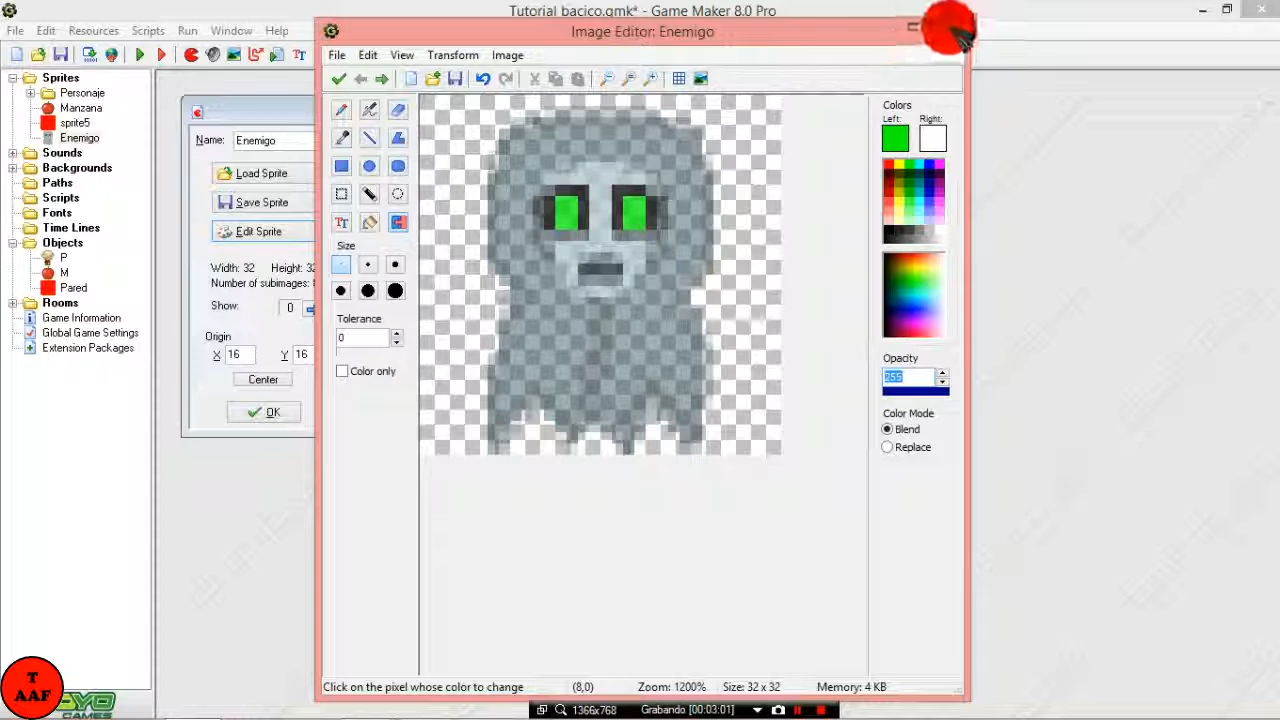 Tutorial bacico.gmk* - Game Maker 8.0 Pro
File Edit Resources Scripts Run Window Help
Sprites
Personaje
Manzana
sprite5
Enemigo
Sounds
Backgrounds
Paths
Scripts
Fonts
Time Lines
Objects
P
M
Pared
Rooms
Game Information
Global Game Settings
Extension Packages
Name: Enemigo
Load Sprite
Save Sprite
Edit Sprite
Width: 32 Height: 32
Number of subimages:
Show: 0
Origin
X 16 Y 16
Center
OK
Image Editor: Enemigo
File Edit View Transform Image
Size
Tolerance
0
Color only
Colors
Left: Right:
Opacity
255
Color Mode
Blend
Replace
Click on the pixel whose color to change (8,0) Zoom: 1200% Size: 32 x 32 Memory: 4 KB
1366x768 Grabando [00:03:01]
T
AAF
GAMES